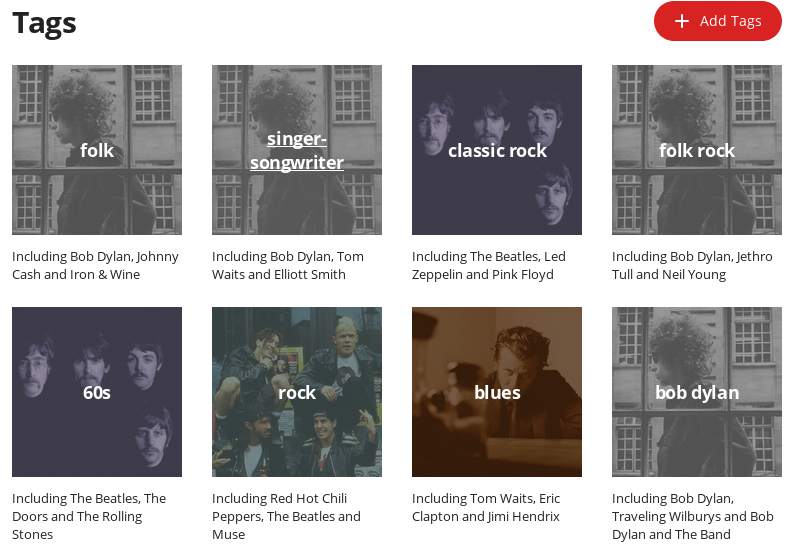 Tags
+ Add Tags
folk
singer-
songwriter
classic rock
folk rock
Including Bob Dylan, Johnny
Cash and Iron & Wine
Including Bob Dylan, Tom
Waits and Elliott Smith
Including The Beatles, Led
Zeppelin and Pink Floyd
Including Bob Dylan, Jethro
Tull and Neil Young
60s
rock
blues
bob dylan
Including The Beatles, The
Doors and The Rolling
Stones
Including Red Hot Chili
Peppers, The Beatles and
Muse
Including Tom Waits, Eric
Clapton and Jimi Hendrix
Including Bob Dylan,
Traveling Wilburys and Bob
Dylan and The Band